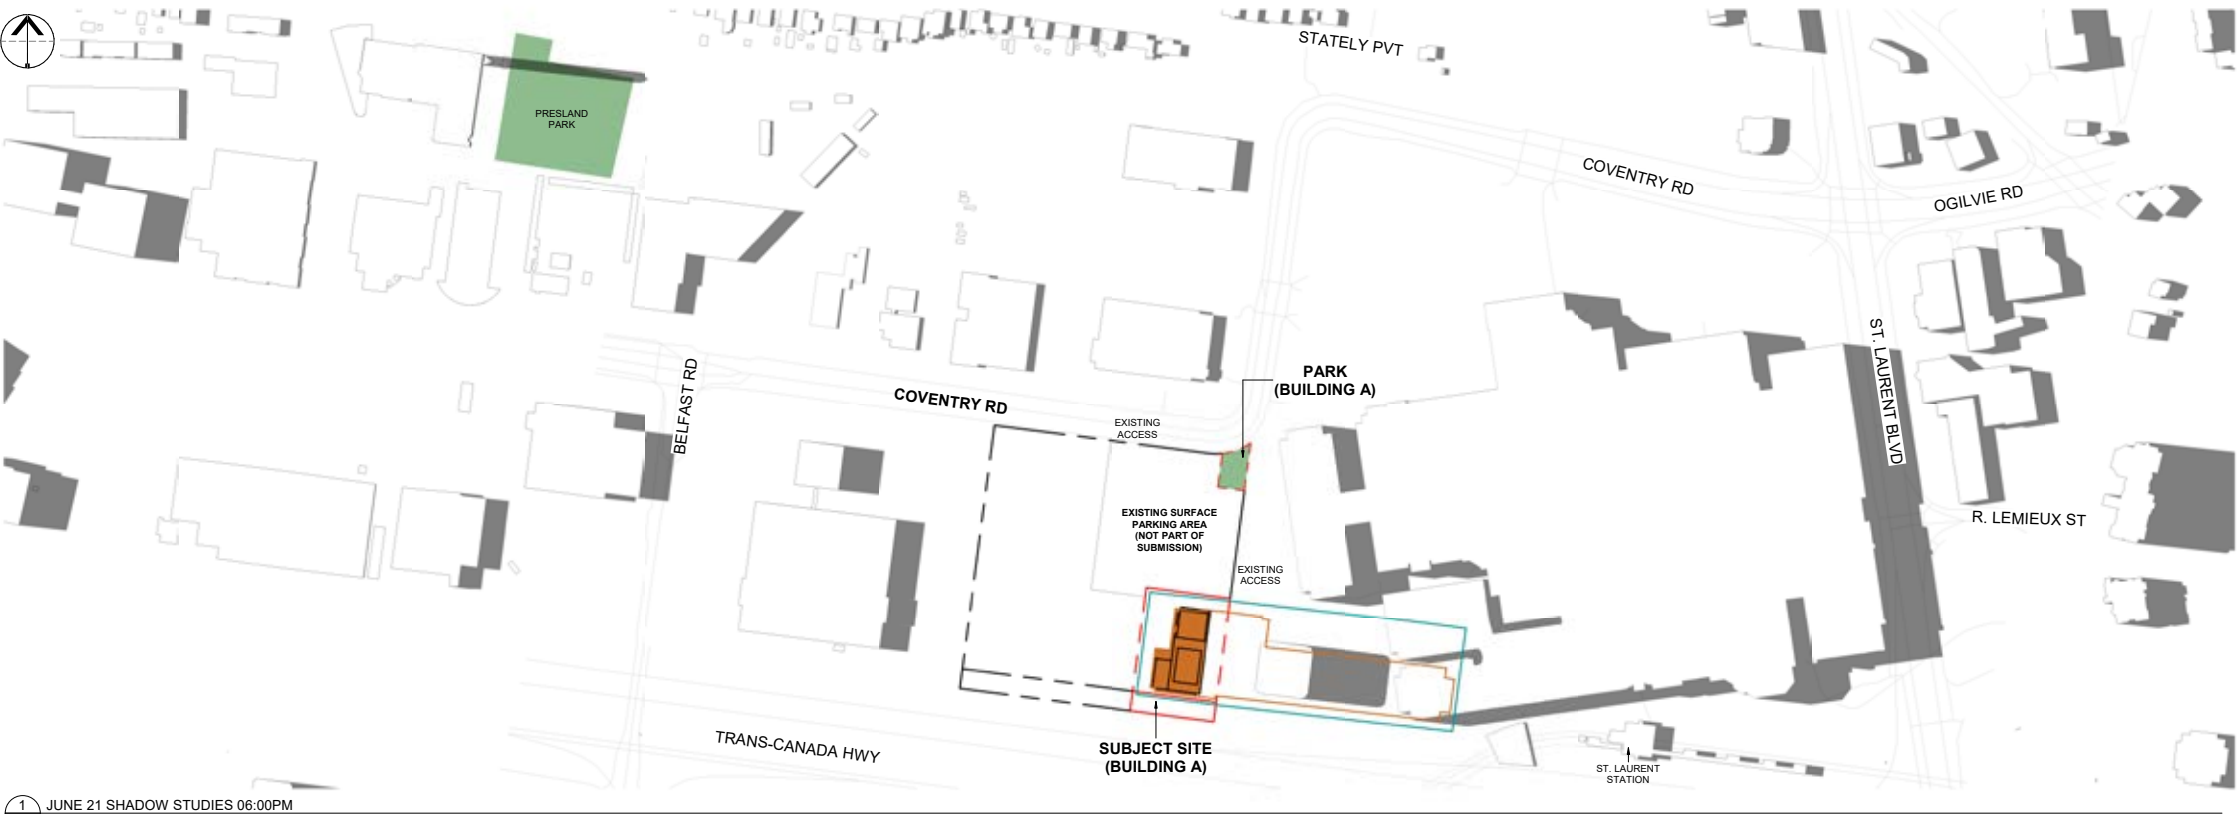 STATELY PVT
PRESLAND
PARK
COVENTRY RD
OGILVIE RD
ST. LAURENT BLVD
BELFAST RD
PARK
(BUILDING A)
COVENTRY RD
EXISTING
ACCESS
EXISTING SURFACE
PARKING AREA
(NOT PART OF
SUBMISSION)
R. LEMIEUX ST
EXISTING
ACCESS
TRANS-CANADA HWY
SUBJECT SITE
(BUILDING A)
ST. LAURENT
STATION
1 JUNE 21 SHADOW STUDIES 06:00PM